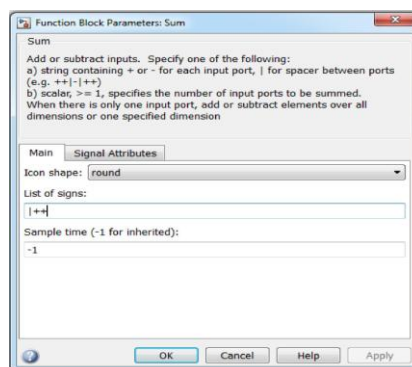 Function Block Parameters: Sum
Sum
Add or subtract inputs. Specify one of the following:
a) string containing + or - for each input port, | for spacer between ports
(e.g. ++|-|++)
b) scalar, >= 1, specifies the number of input ports to be summed.
When there is only one input port, add or subtract elements over all
dimensions or one specified dimension
Main Signal Attributes
Icon shape: round
List of signs:
|++
Sample time (-1 for inherited):
-1
OK Cancel Help Apply